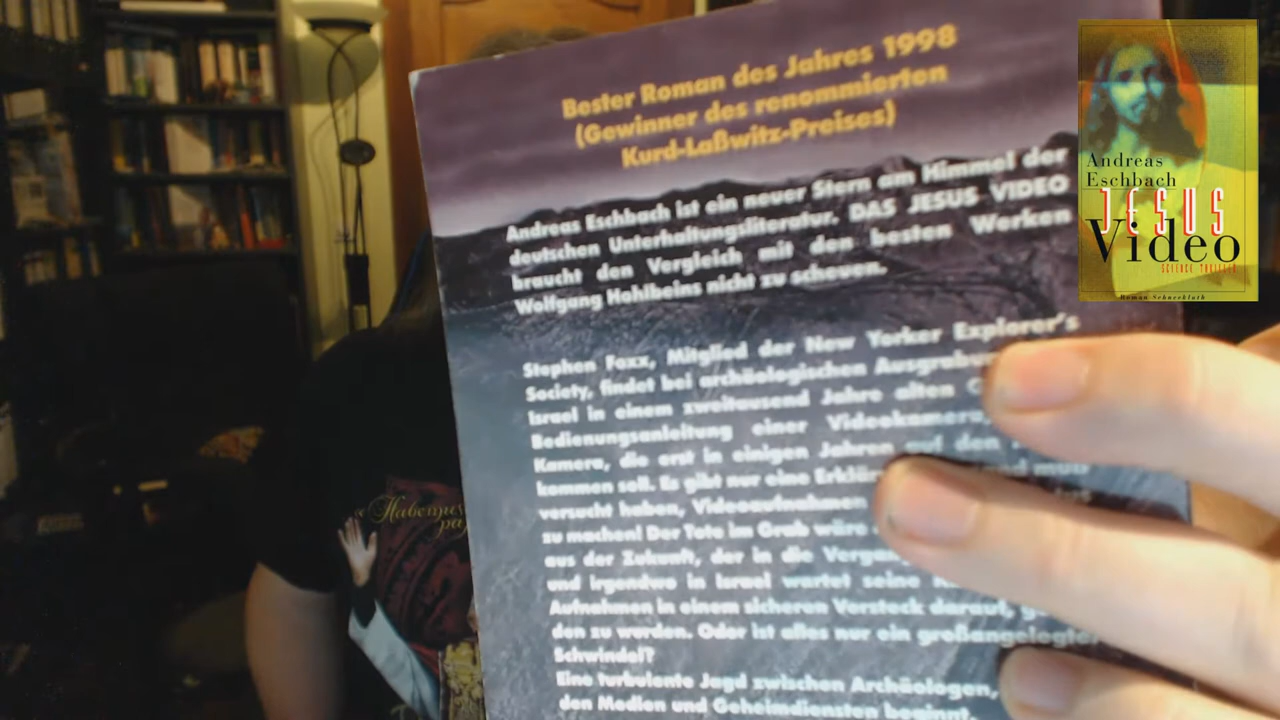 Bester Roman des Jahres 1998
(Gewinner des renommierten
Kurd-Laßwitz-Preises)
Andreas Eschbach ist ein neuer Stern am Himmel der
deutschen Unterhaltungsliteratur. DAS JESUS VIDEO
braucht den Vergleich mit den besten Werken
Wolfgang Hohlbeins nicht zu scheuen.
Stephen Foxx, Mitglied der New Yorker Explorer's
Society, findet bei archäologischen
Israel in einem zweitausend Jahre alten
Bedienungsanleitung einer
Kamera, die erst in einigen Jahren auf den
kommen soll. Es gibt nur eine
versucht haben, Videoaufnahmen
zu machen! Der Tote im Grab wäre
aus der Zukunft, der in die
und irgendwo in Israel wartet seine
Aufnahmen in einem sicheren Versteck darauf,
den zu werden. Oder ist alles nur ein großangelegter
Schwindel?
Eine turbulente Jagd zwischen Archäologen,
den Medien und Geheimdiensten beginnt.
Habemus
Andreas
Eschbach
JESUS
Video
SCIENCE THRILLER
Roman Schneekluth